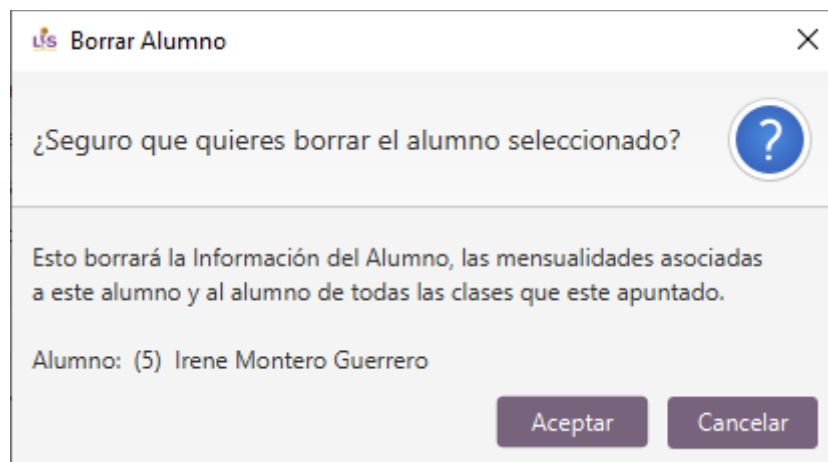 LfS Borrar Alumno
¿Seguro que quieres borrar el alumno seleccionado?
?
Esto borrará la Información del Alumno, las mensualidades asociadas
a este alumno y al alumno de todas las clases que este apuntado.
Alumno: (5) Irene Montero Guerrero
Aceptar Cancelar